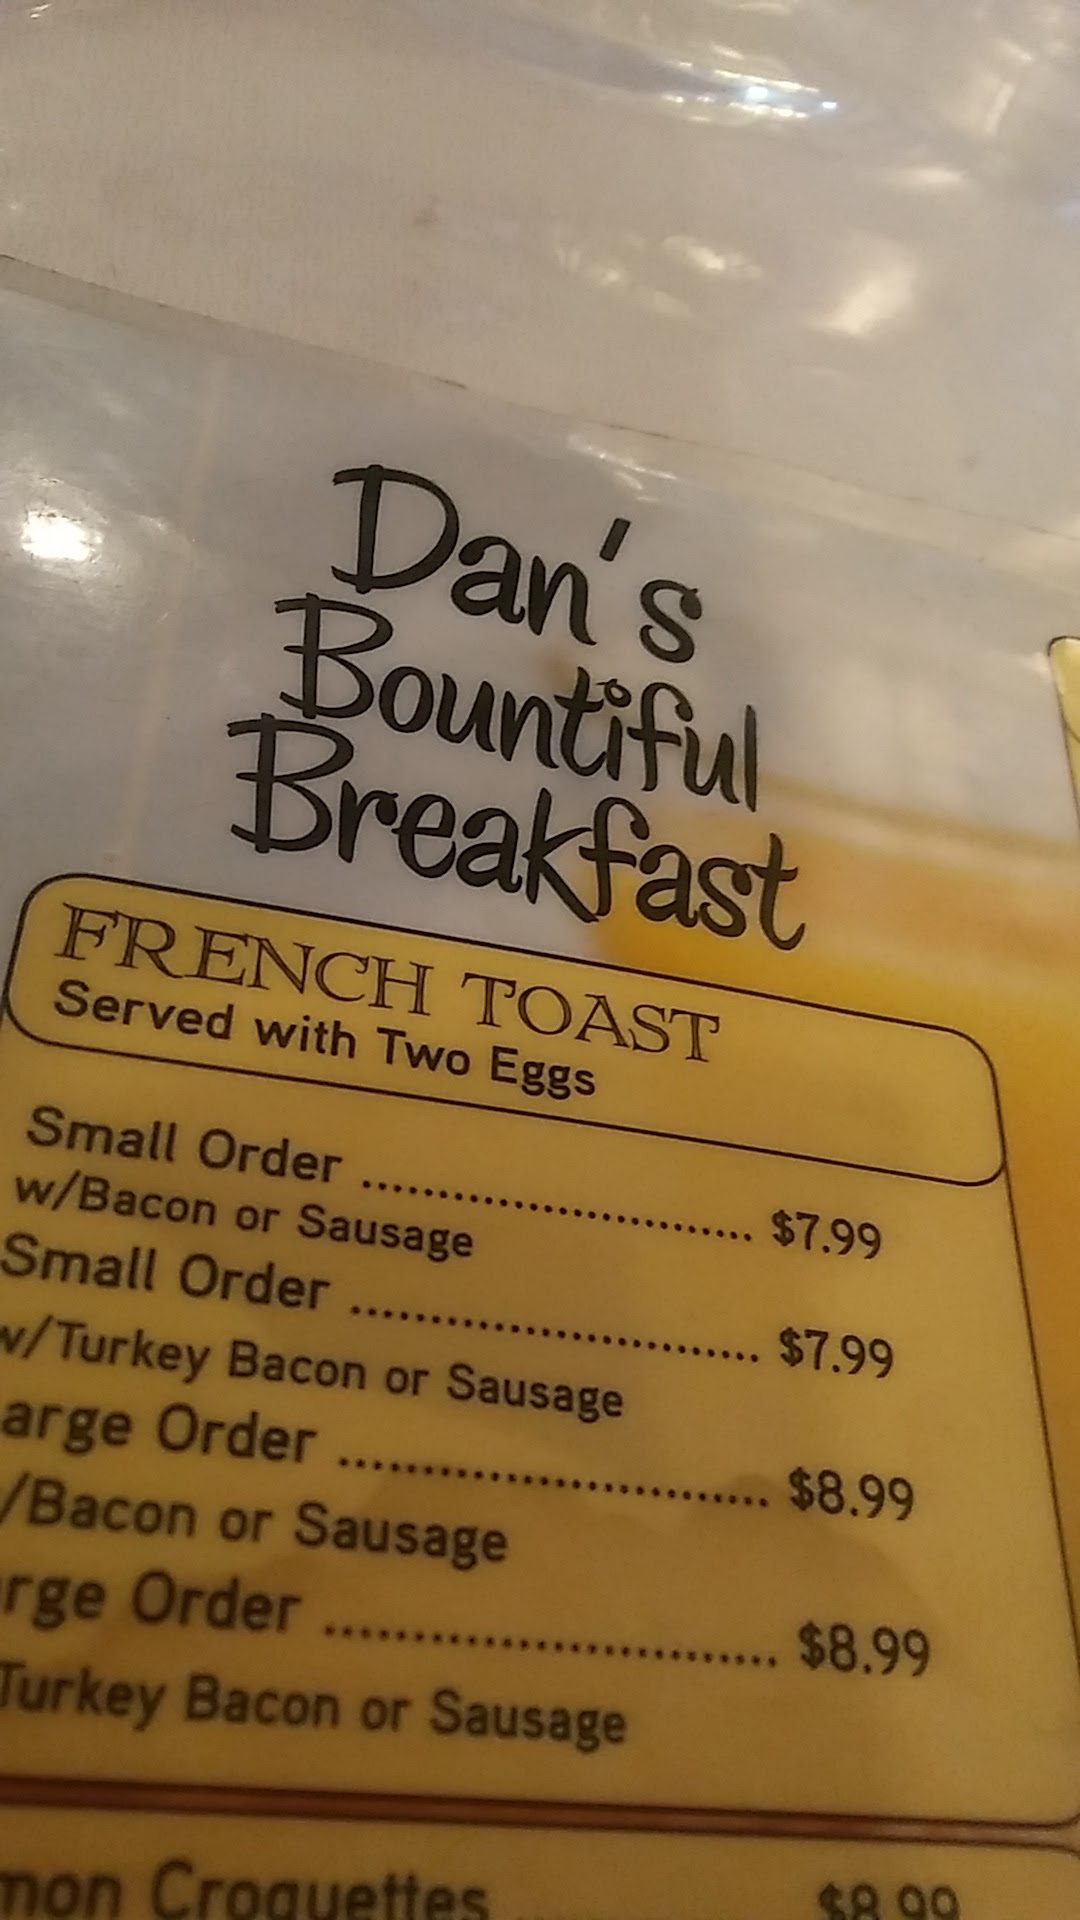 Dan's
Bountiful
Breakfast
FRENCH TOAST
Served with Two Eggs
Small Order .............................. $7.99
w/Bacon or Sausage
Small Order .............................. $7.99
w/Turkey Bacon or Sausage
arge Order .............................. $8.99
/Bacon or Sausage
rge Order .............................. $8.99
Turkey Bacon or Sausage
mon Croquettes $8.99